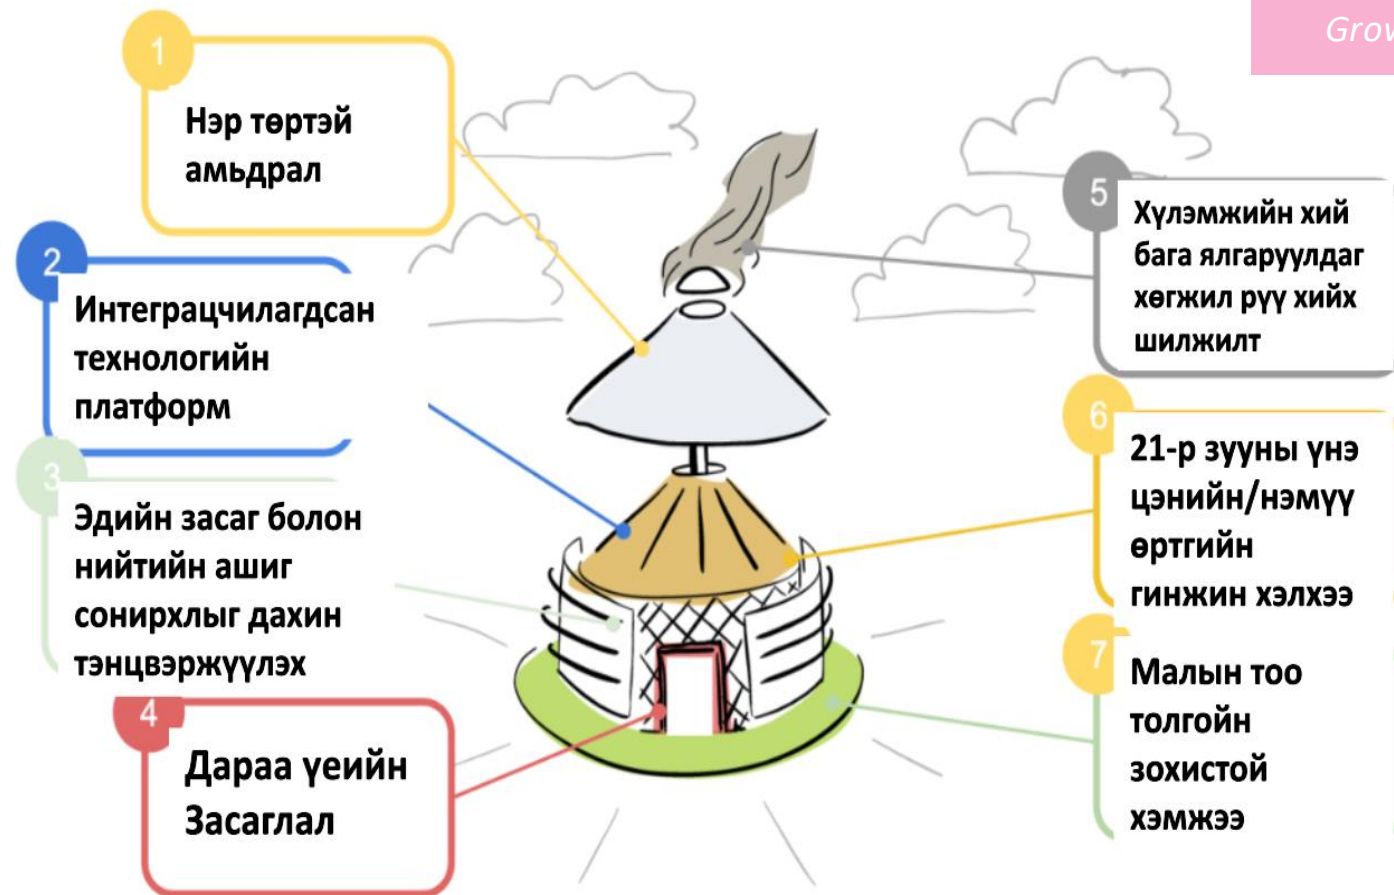 1
Нэр төртэй
амьдрал
2
Интеграцчилагдсан
технологийн
платформ
3
Эдийн засаг болон
нийтийн ашиг
сонирхлыг дахин
тэнцвэржүүлэх
4
Дараа үеийн
Засаглал
5
Хүлэмжийн хий
бага ялгаруулдаг
хөгжил рүү хийх
шилжилт
6
21-р зууны үнэ
цэнийн/нэмүү
өртгийн
гинжин хэлхээ
7
Малын тоо
толгойн
зохистой
хэмжээ